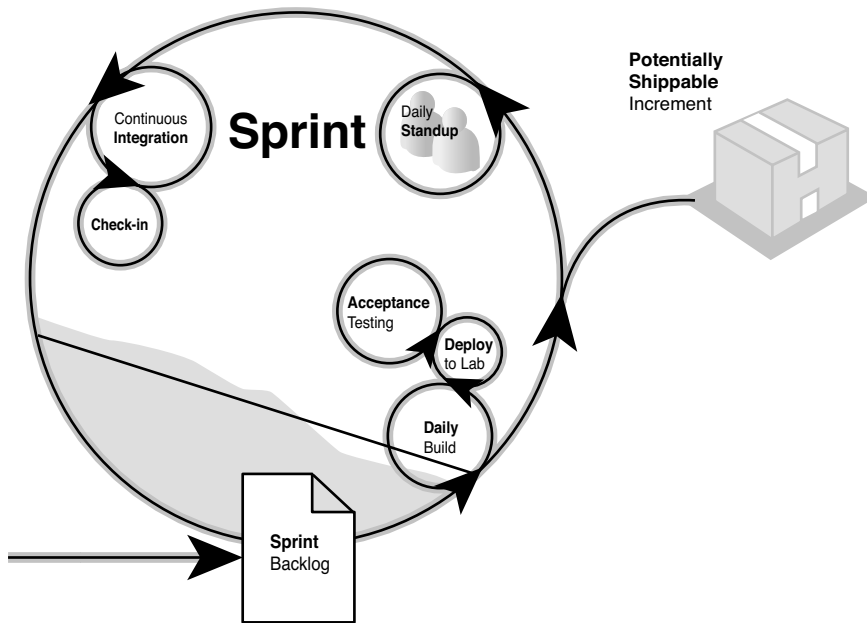 Potentially
Shippable
Increment
Continuous
Integration
Sprint
Daily
Standup
Check-in
Acceptance
Testing
Deploy
to Lab
Daily
Build
Sprint
Backlog